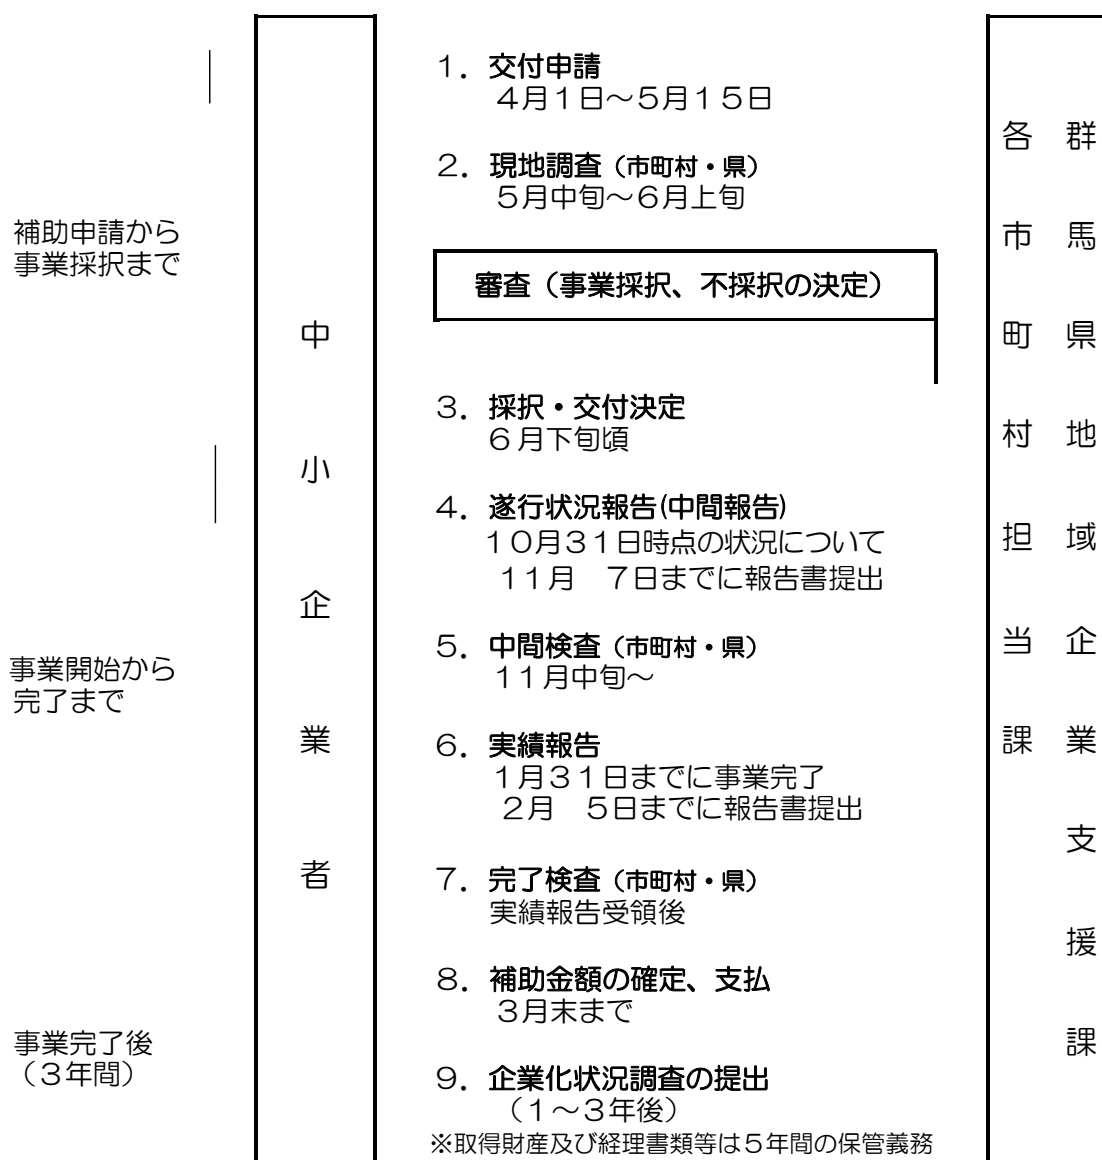 補助申請から
事業採択まで
事業開始から
完了まで
事業完了後
（３年間）
中小企業者
１．交付申請
４月１日～５月１５日
２．現地調査（市町村・県）
５月中旬～６月上旬
審査（事業採択、不採択の決定）
３．採択・交付決定
６月下旬頃
４．遂行状況報告(中間報告)
１０月３１日時点の状況について
１１月　７日までに報告書提出
５．中間検査（市町村・県）
１１月中旬～
６．実績報告
１月３１日までに事業完了
２月　５日までに報告書提出
７．完了検査（市町村・県）
実績報告受領後
８．補助金額の確定、支払
３月末まで
９．企業化状況調査の提出
（１～３年後）
※取得財産及び経理書類等は５年間の保管義務
群馬県地域企業支援課
各市町村担当課